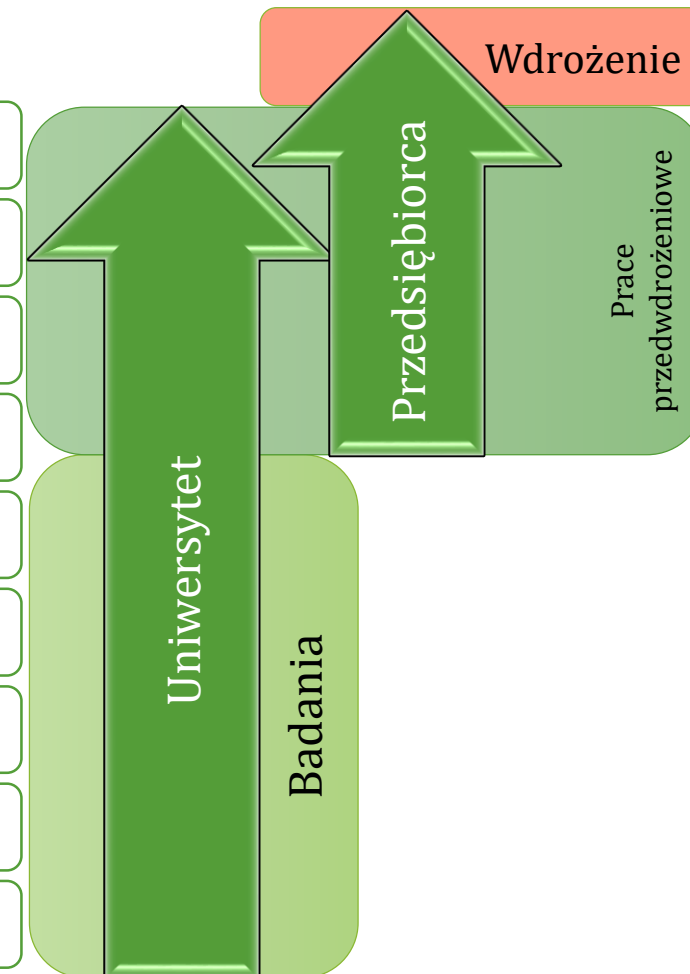 Wdrożenie
Przedsiębiorca
Prace
przedwdrożeniowe
Uniwersytet
Badania